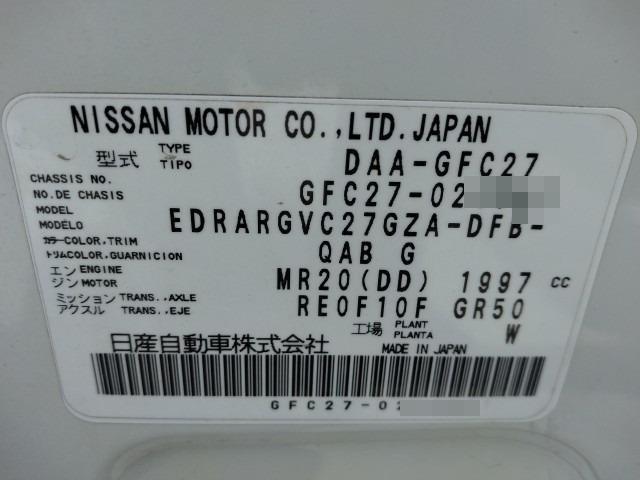 NISSAN MOTOR CO.,LTD.JAPAN
型式 TYPE TIPO DAA-GFC27
CHASSIS NO.
NO.DE CHASIS GFC27-02
MODEL
MODELO EDRARGVC27GZA-DFB-
カラー COLOR,TRIM
トリムCOLOR,GUARNICION QAB G
エンジン ENGINE MOTOR MR20(DD) 1997 cc
ミッション TRANS.,AXLE
アクスル TRANS.,EJE RE0F10F GR50
工場 PLANT PLANTA W
日産自動車株式会社 MADE IN JAPAN
GFC27-02